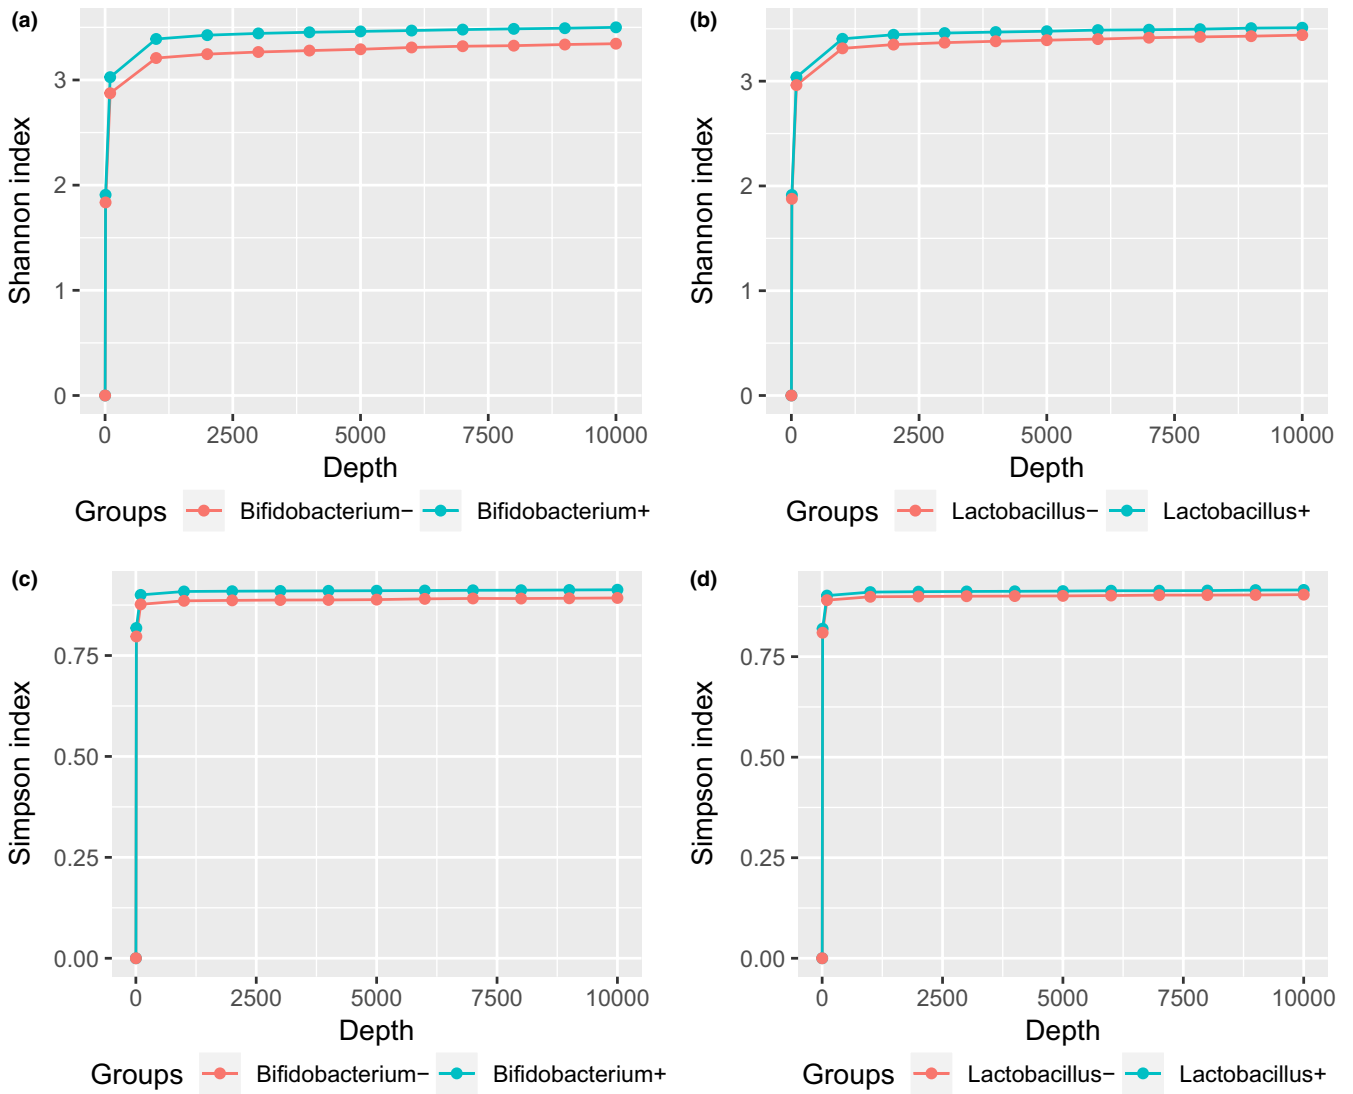 (a)
Shannon index
3
2
1
0
0 2500 5000 7500 10000
Depth
Groups Bifidobacterium− Bifidobacterium+
(b)
Shannon index
3
2
1
0
0 2500 5000 7500 10000
Depth
Groups Lactobacillus− Lactobacillus+
(c)
Simpson index
0.75
0.50
0.25
0.00
0 2500 5000 7500 10000
Depth
Groups Bifidobacterium− Bifidobacterium+
(d)
Simpson index
0.75
0.50
0.25
0.00
0 2500 5000 7500 10000
Depth
Groups Lactobacillus− Lactobacillus+